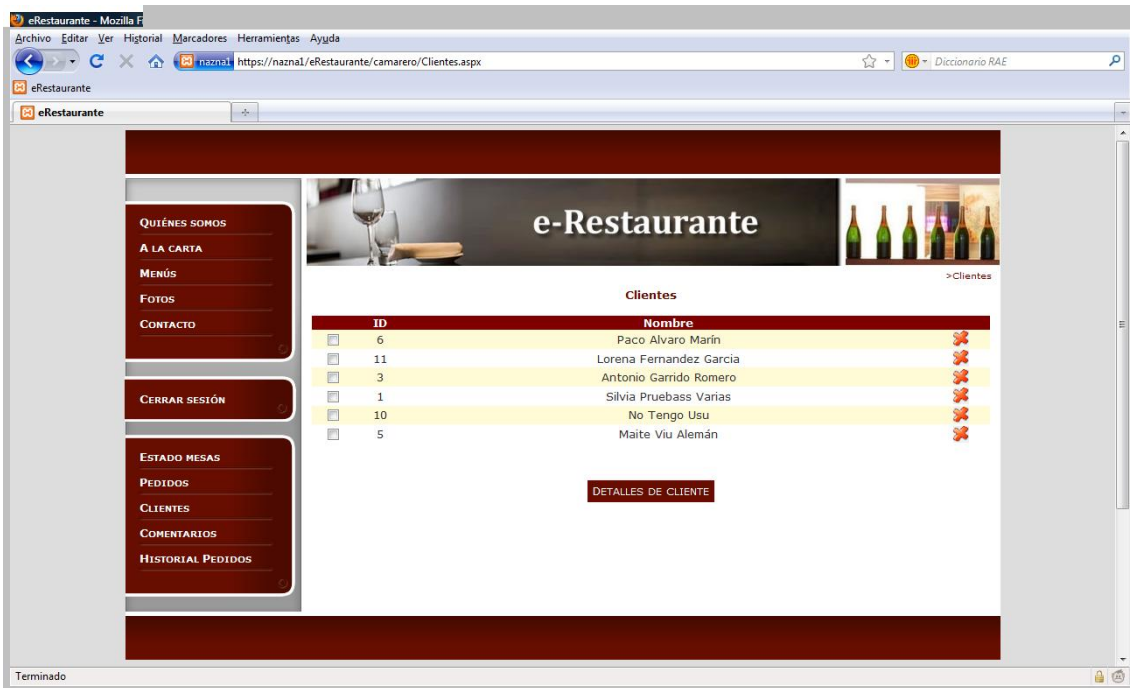 eRestaurante - Mozilla F
Archivo Editar Ver Historial Marcadores Herramientas Ayuda
nazna1 https://nazna1/eRestaurante/camarero/Clientes.aspx Diccionario RAE
eRestaurante
eRestaurante
QUIÉNES SOMOS
A LA CARTA
MENÚS
FOTOS
CONTACTO
CERRAR SESIÓN
ESTADO MESAS
PEDIDOS
CLIENTES
COMENTARIOS
HISTORIAL PEDIDOS
e-Restaurante
>Clientes
Clientes
ID Nombre
6 Paco Alvaro Marín
11 Lorena Fernandez Garcia
3 Antonio Garrido Romero
1 Silvia Pruebass Varias
10 No Tengo Usu
5 Maite Viu Alemán
DETALLES DE CLIENTE
Terminado